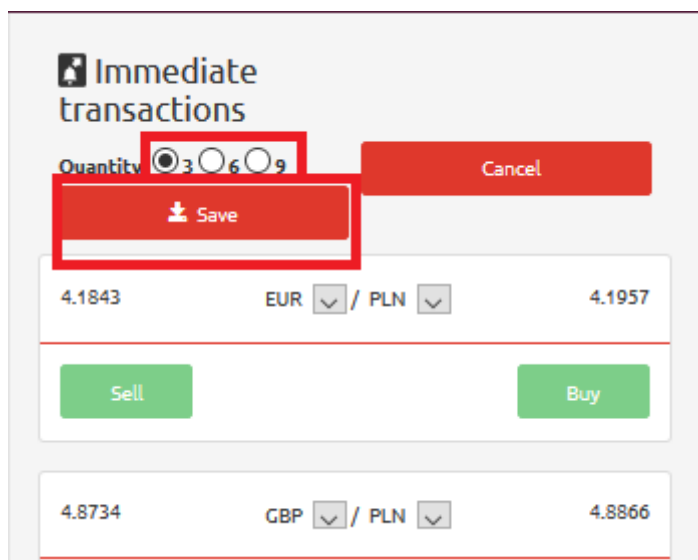 Immediate
transactions
Quantity 3 6 9
Cancel
Save
4.1843 EUR / PLN 4.1957
Sell Buy
4.8734 GBP / PLN 4.8866